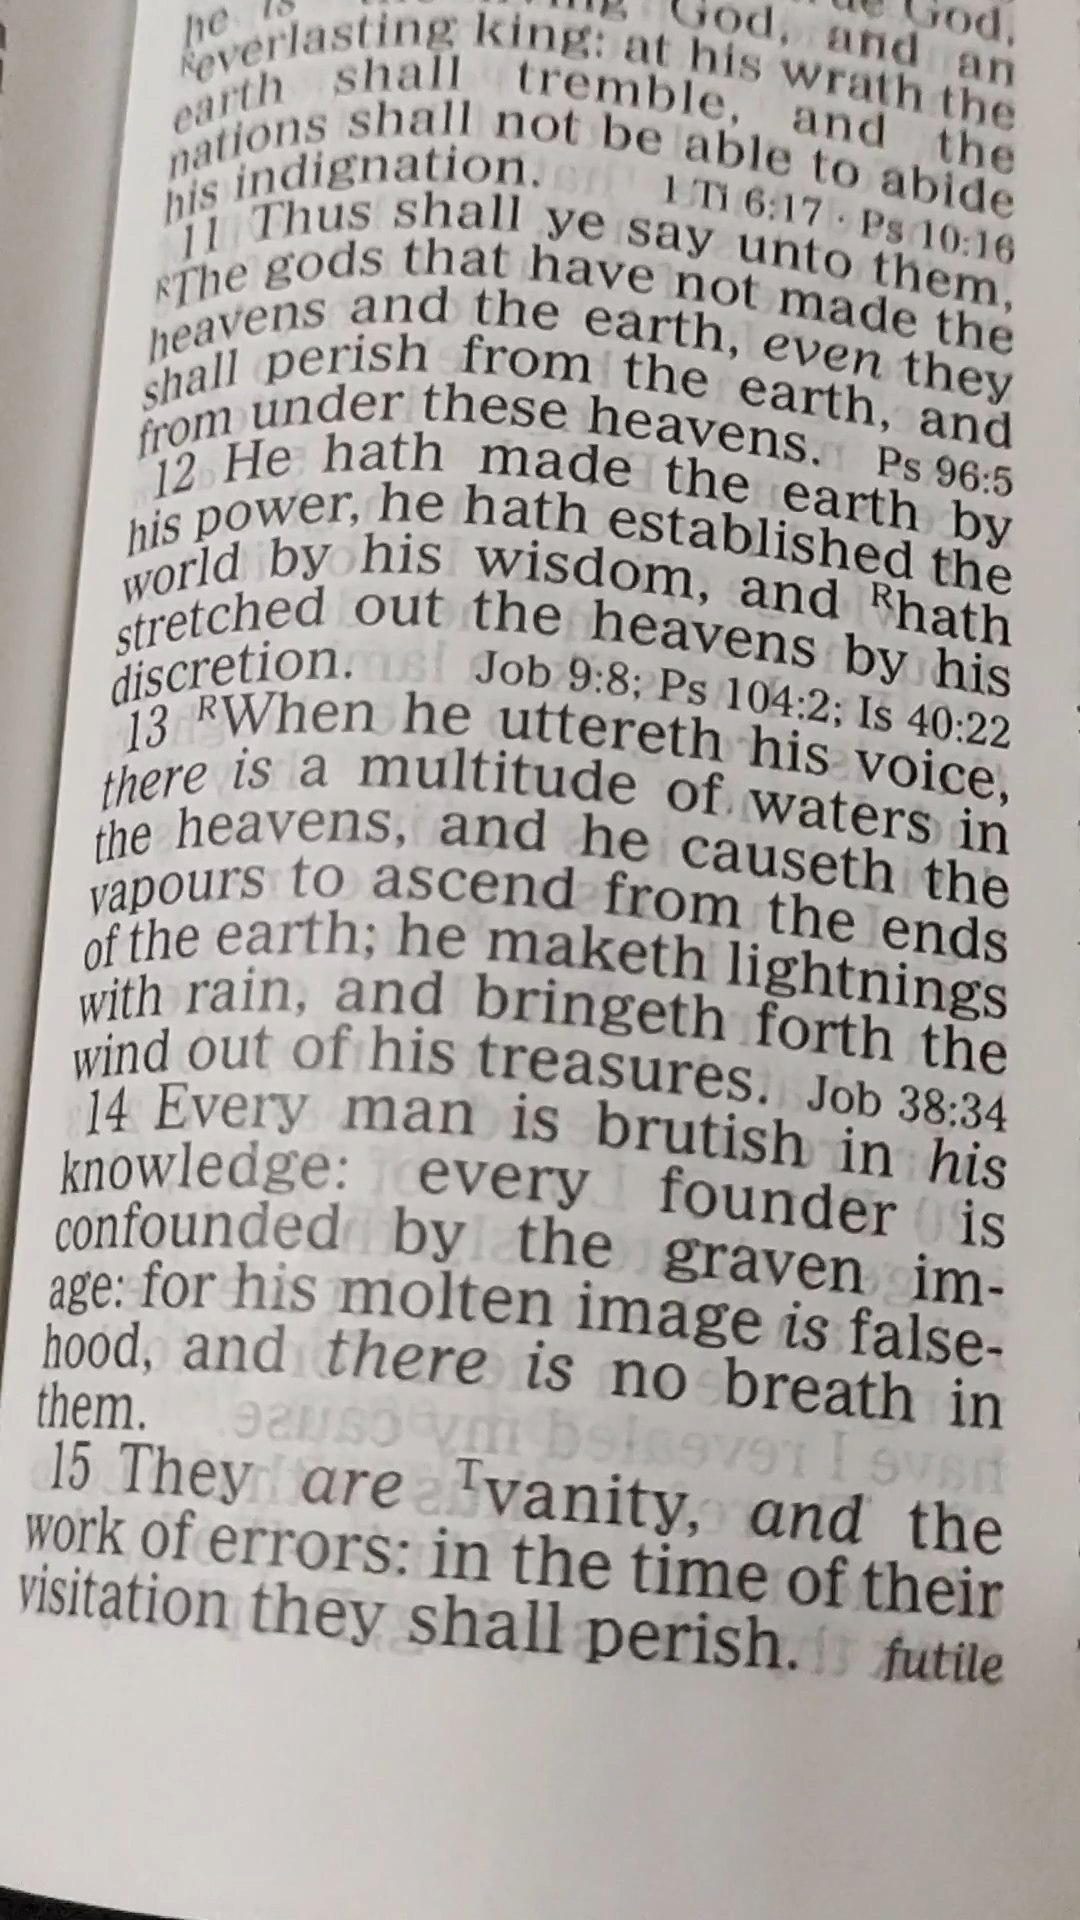 he is God, God,
ᴿeverlasting king: at his wrath the
earth shall tremble, and the
nations shall not be able to abide
his indignation. 1 Ti 6:17 · Ps 10:16
11 Thus shall ye say unto them,
ᴿThe gods that have not made the
heavens and the earth, even they
shall perish from the earth, and
from under these heavens. Ps 96:5
12 He hath made the earth by
his power, he hath established the
world by his wisdom, and ᴿhath
stretched out the heavens by his
discretion. Job 9:8; Ps 104:2; Is 40:22
13 ᴿWhen he uttereth his voice,
there is a multitude of waters in
the heavens, and he causeth the
vapours to ascend from the ends
of the earth; he maketh lightnings
with rain, and bringeth forth the
wind out of his treasures. Job 38:34
14 Every man is brutish in his
knowledge: every founder is
confounded by the graven im-
age: for his molten image is false-
hood, and there is no breath in
them.
15 They are ᵀvanity, and the
work of errors: in the time of their
visitation they shall perish. futile